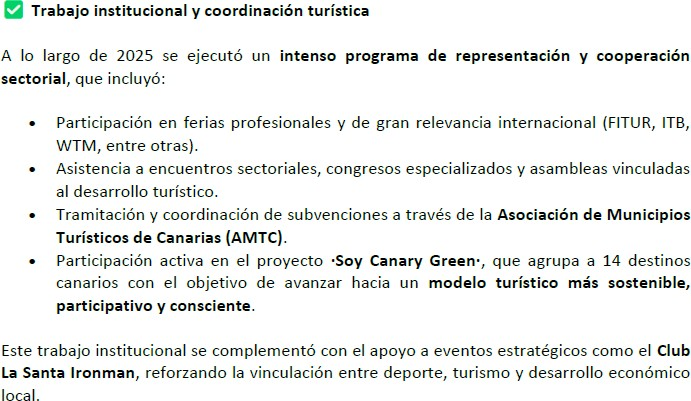 ✅ Trabajo institucional y coordinación turística
A lo largo de 2025 se ejecutó un intenso programa de representación y cooperación
sectorial, que incluyó:
• Participación en ferias profesionales y de gran relevancia internacional (FITUR, ITB,
WTM, entre otras).
• Asistencia a encuentros sectoriales, congresos especializados y asambleas vinculadas
al desarrollo turístico.
• Tramitación y coordinación de subvenciones a través de la Asociación de Municipios
Turísticos de Canarias (AMTC).
• Participación activa en el proyecto ·Soy Canary Green·, que agrupa a 14 destinos
canarios con el objetivo de avanzar hacia un modelo turístico más sostenible,
participativo y consciente.
Este trabajo institucional se complementó con el apoyo a eventos estratégicos como el Club
La Santa Ironman, reforzando la vinculación entre deporte, turismo y desarrollo económico
local.